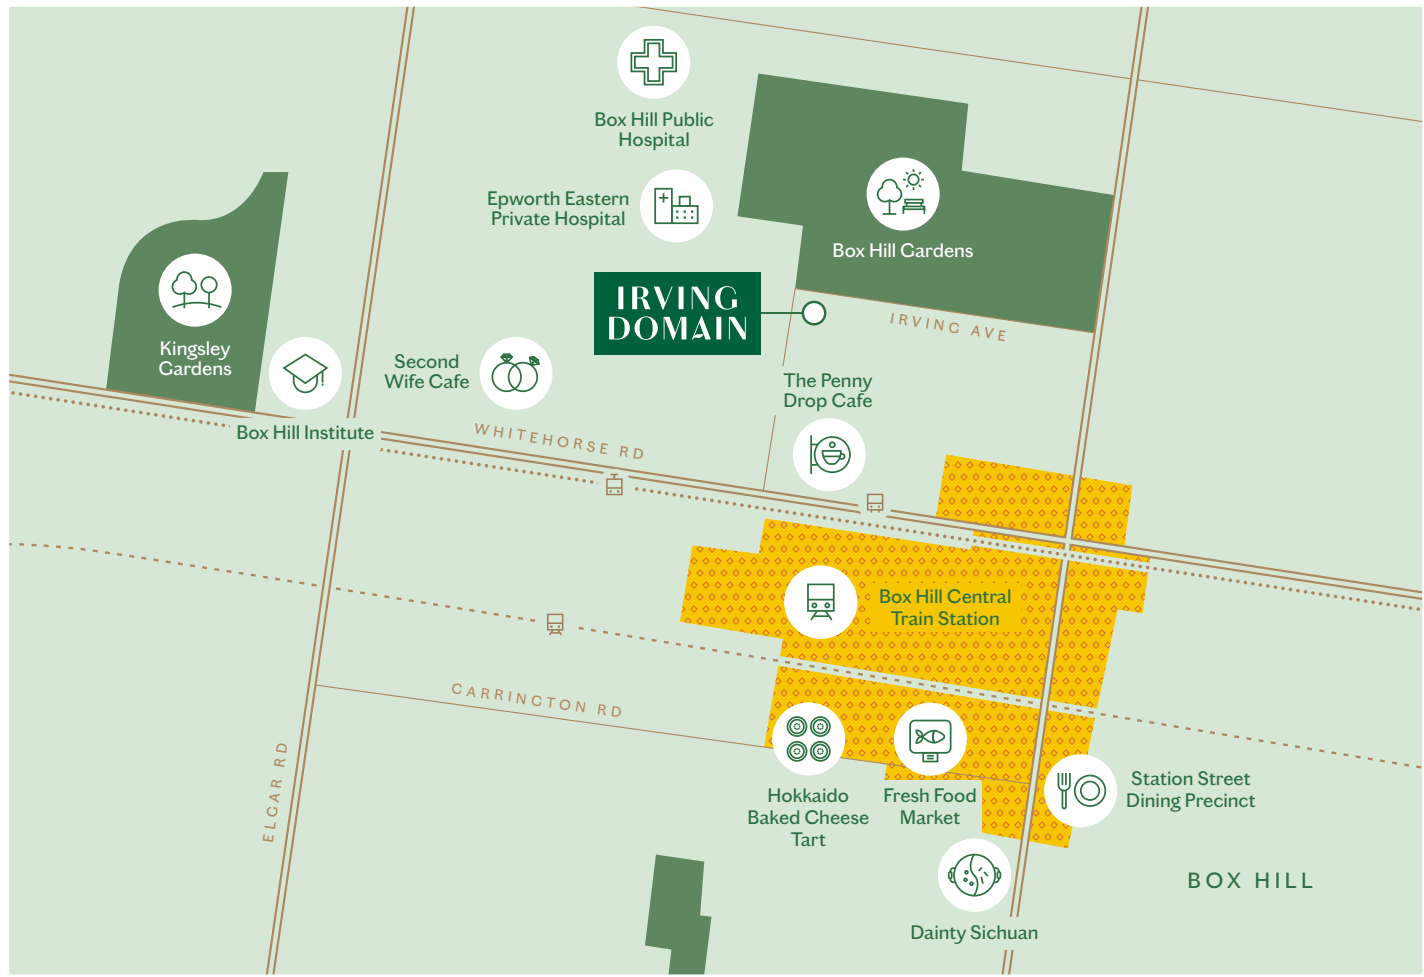 Box Hill Public
Hospital
Epworth Eastern
Private Hospital
Box Hill Gardens
IRVING
DOMAIN
IRVING AVE
Kingsley
Gardens
Second
Wife Cafe
The Penny
Drop Cafe
Box Hill Institute
WHITEHORSE RD
Box Hill Central
Train Station
CARRINGTON RD
ELGAR RD
Hokkaido
Baked Cheese
Tart
Fresh Food
Market
Station Street
Dining Precinct
BOX HILL
Dainty Sichuan